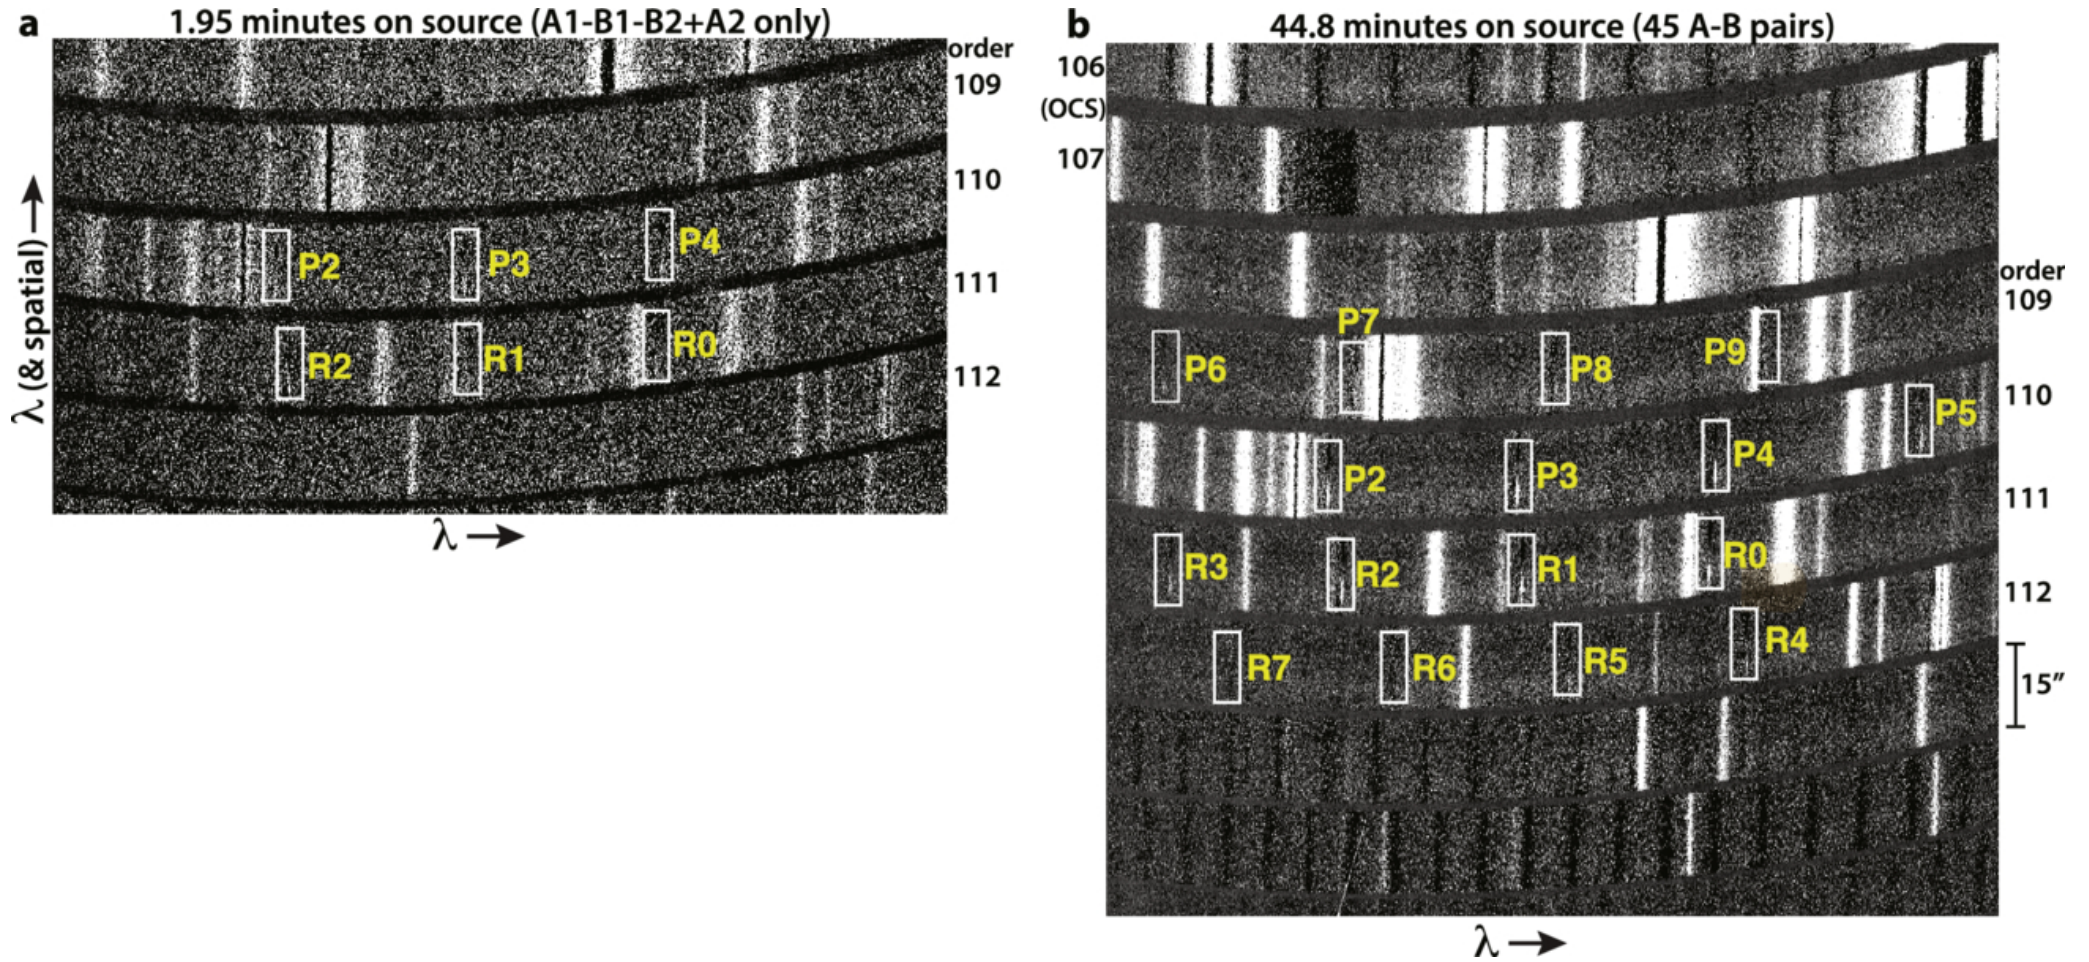 a
1.95 minutes on source (A1-B1-B2+A2 only)
order
109
110
111
112
P2
P3
P4
R2
R1
R0
λ (& spatial)
λ
b
44.8 minutes on source (45 A-B pairs)
106
(OCS)
107
order
109
110
111
112
P7
P6
P8
P9
P5
P2
P3
P4
R3
R2
R1
R0
R7
R6
R5
R4
15”
λ